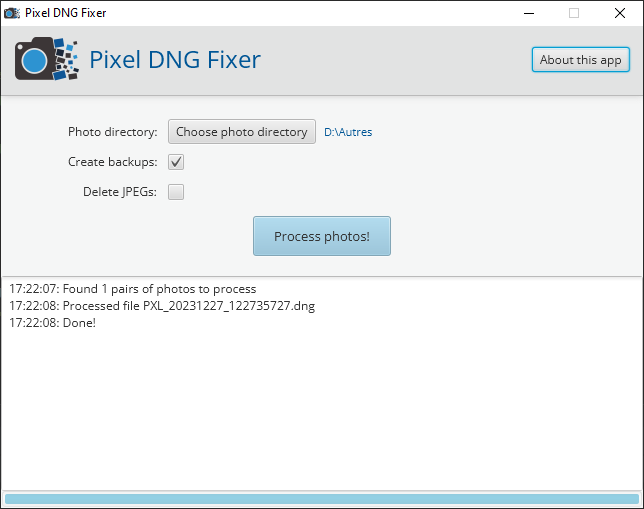 Pixel DNG Fixer
Pixel DNG Fixer
About this app
Photo directory: Choose photo directory D:\Autres
Create backups:
Delete JPEGs:
Process photos!
17:22:07: Found 1 pairs of photos to process
17:22:08: Processed file PXL_20231227_122735727.dng
17:22:08: Done!